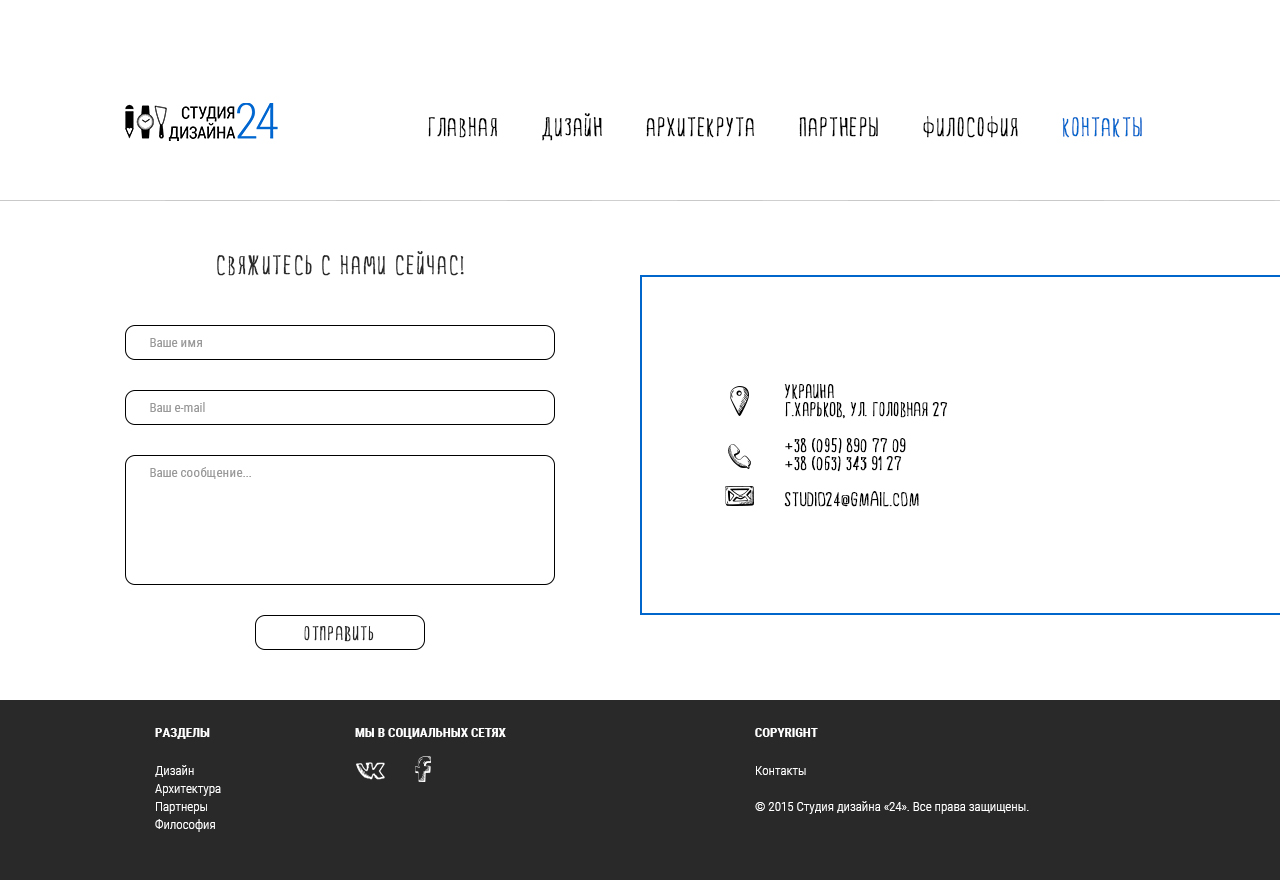 СТУДИЯ
ДИЗАЙНА 24
ГЛАВНАЯ ДИЗАЙН АРХИТЕКРУТА ПАРТНЕРЫ ФИЛОСОФИЯ КОНТАКТЫ
СВЯЖИТЕСЬ С НАМИ СЕЙЧАС!
Ваше имя
Ваш e-mail
Ваше сообщение...
ОТПРАВИТЬ
УКРАИНА
Г.ХАРЬКОВ, УЛ. ГОЛОВНАЯ 27
+38 (095) 890 77 09
+38 (063) 343 91 27
STUDIO24@GMAIL.COM
РАЗДЕЛЫ
Дизайн
Архитектура
Партнеры
Философия
МЫ В СОЦИАЛЬНЫХ СЕТЯХ
COPYRIGHT
Контакты
© 2015 Студия дизайна «24». Все права защищены.